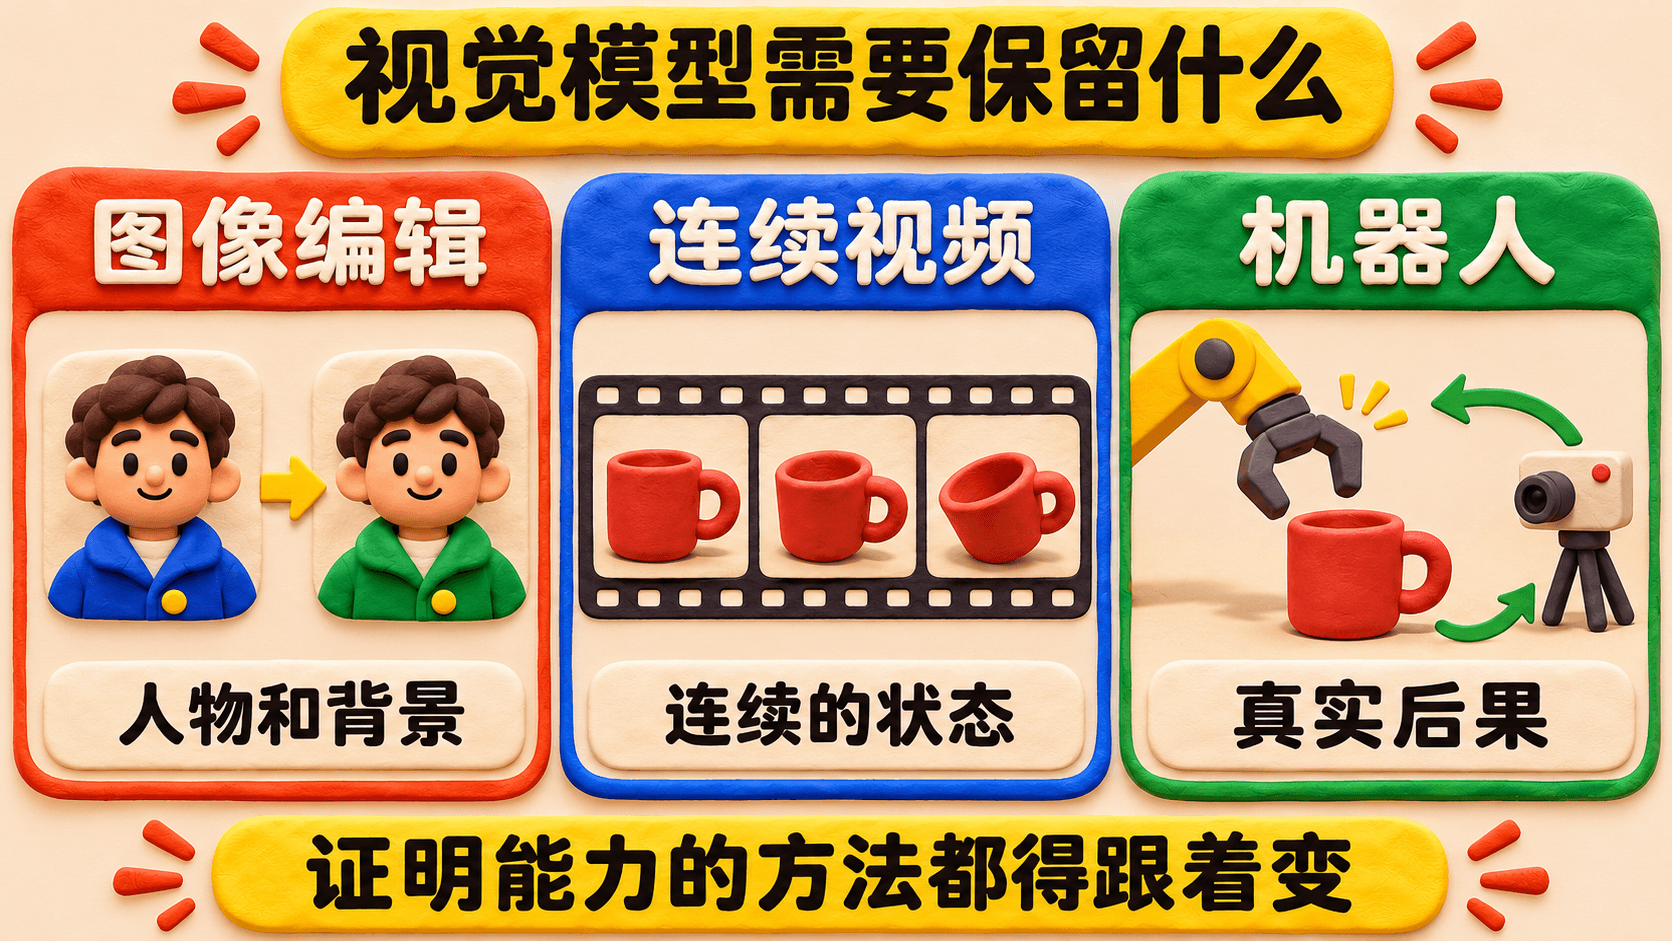 视觉模型需要保留什么
图像编辑
人物和背景
连续视频
连续的状态
机器人
真实后果
证明能力的方法都得跟着变